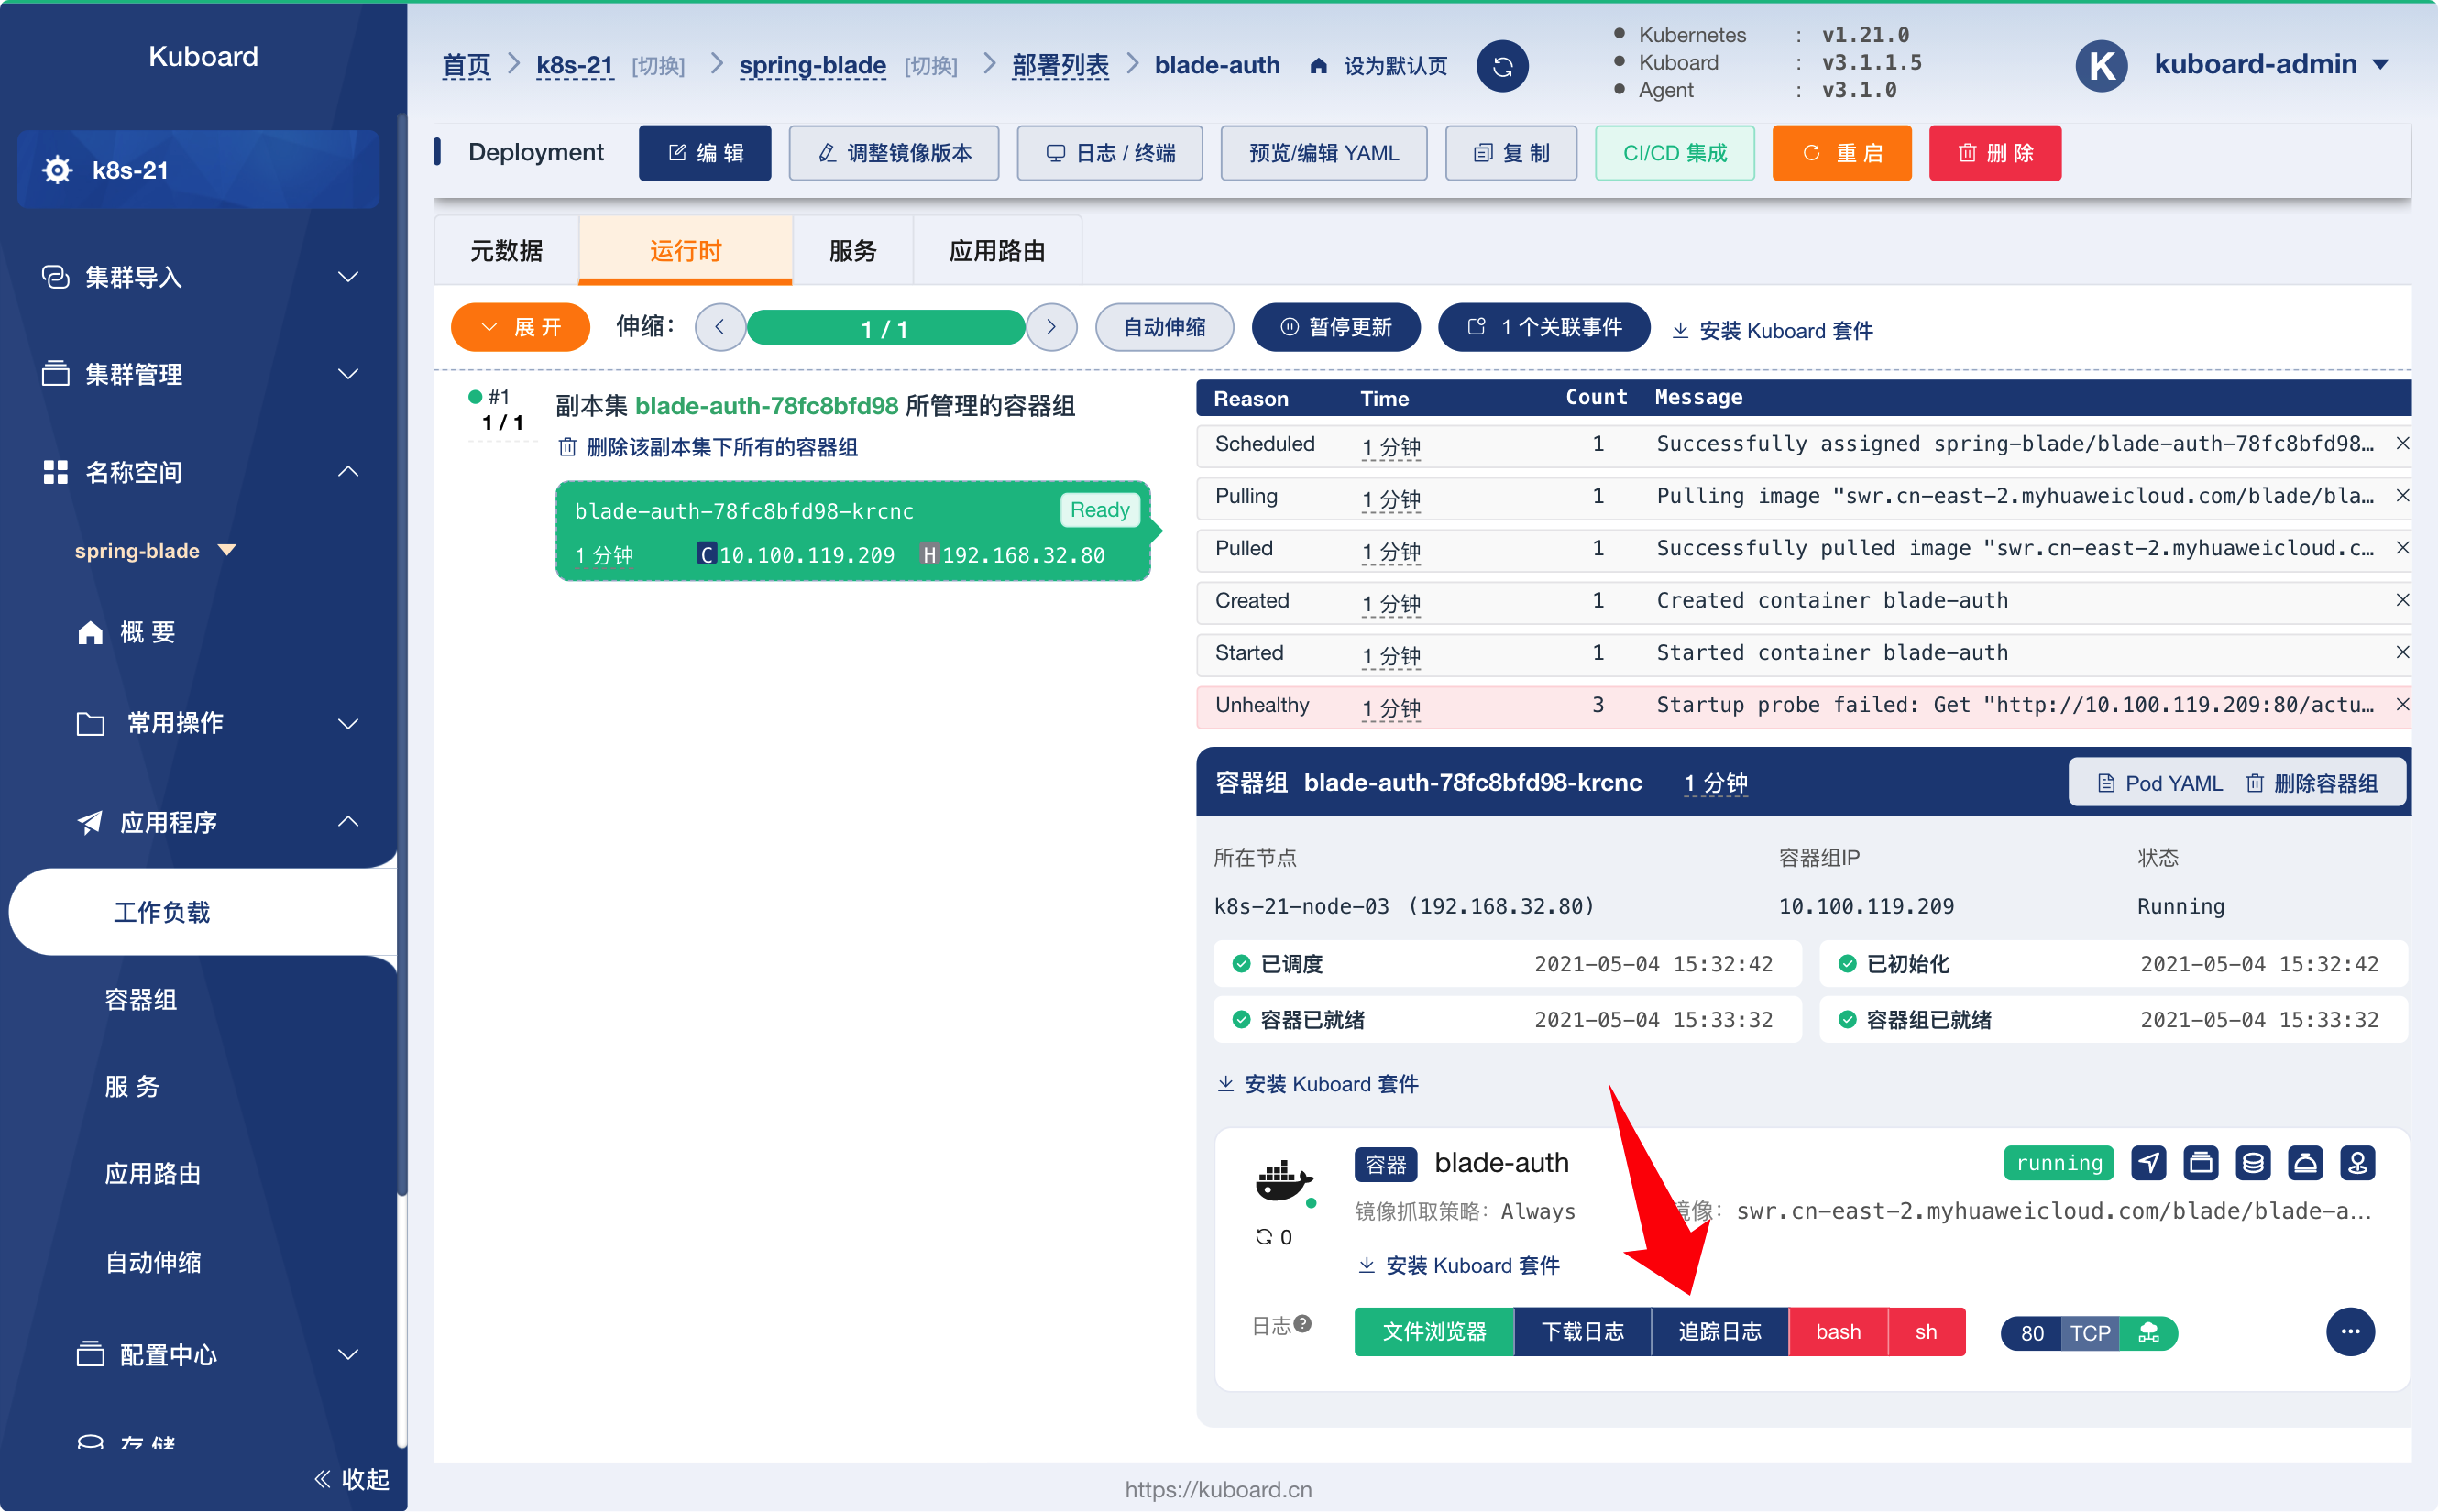 Kuboard
k8s-21
集群导入
集群管理
名称空间
spring-blade
概 要
常用操作
应用程序
工作负载
容器组
服 务
应用路由
自动伸缩
配置中心
存 储
收起
首页 k8s-21 [切换] spring-blade [切换] 部署列表 blade-auth 设为默认页
Kubernetes : v1.21.0
Kuboard : v3.1.1.5
Agent : v3.1.0
K kuboard-admin
Deployment 编 辑 调整镜像版本 日志 / 终端 预览/编辑 YAML 复 制 CI/CD 集成 重 启 删 除
元数据 运行时 服务 应用路由
展 开 伸缩： 1 / 1 自动伸缩 暂停更新 1 个关联事件 安装 Kuboard 套件
#1
1 / 1
副本集 blade-auth-78fc8bfd98 所管理的容器组
删除该副本集下所有的容器组
blade-auth-78fc8bfd98-krcnc Ready
1 分钟 C 10.100.119.209 H 192.168.32.80
Reason Time Count Message
Scheduled 1 分钟 1 Successfully assigned spring-blade/blade-auth-78fc8bfd98…
Pulling 1 分钟 1 Pulling image "swr.cn-east-2.myhuaweicloud.com/blade/bla…
Pulled 1 分钟 1 Successfully pulled image "swr.cn-east-2.myhuaweicloud.c…
Created 1 分钟 1 Created container blade-auth
Started 1 分钟 1 Started container blade-auth
Unhealthy 1 分钟 3 Startup probe failed: Get "http://10.100.119.209:80/actu…
容器组 blade-auth-78fc8bfd98-krcnc 1 分钟 Pod YAML 删除容器组
所在节点 容器组IP 状态
k8s-21-node-03 (192.168.32.80) 10.100.119.209 Running
已调度 2021-05-04 15:32:42 已初始化 2021-05-04 15:32:42
容器已就绪 2021-05-04 15:33:32 容器组已就绪 2021-05-04 15:33:32
安装 Kuboard 套件
容器 blade-auth running
镜像抓取策略：Always 镜像：swr.cn-east-2.myhuaweicloud.com/blade/blade-a…
0
安装 Kuboard 套件
日志 文件浏览器 下载日志 追踪日志 bash sh 80 TCP
https://kuboard.cn